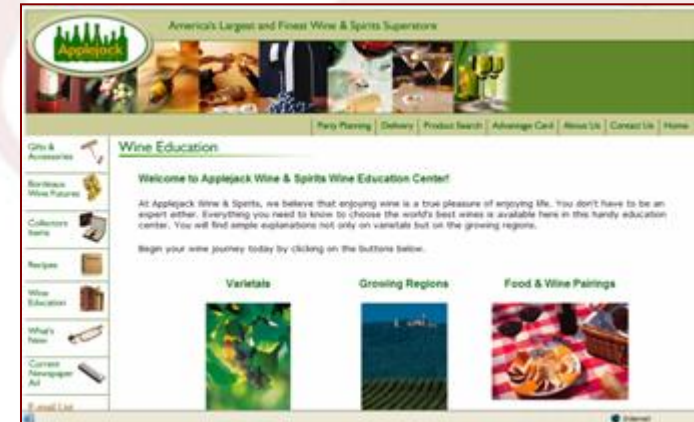 America's Largest and Finest Wine & Spirits Superstore
Applejack
Party Planning | Delivery | Product Search | Advantage Card | About Us | Contact Us | Home
Gifts &
Accessories
Bordeaux
Wine Futures
Collectors
Items
Recipes
Wine
Education
What's
New
Current
Newspaper
Ad
E-mail List
Wine Education
Welcome to Applejack Wine & Spirits Wine Education Center!
At Applejack Wine & Spirits, we believe that enjoying wine is a true pleasure of enjoying life. You don't have to be an
expert either. Everything you need to know to choose the world's best wines is available here in this handy education
center. You will find simple explanations not only on varietals but on the growing regions.
Begin your wine journey today by clicking on the buttons below.
Varietals
Growing Regions
Food & Wine Pairings
Internet